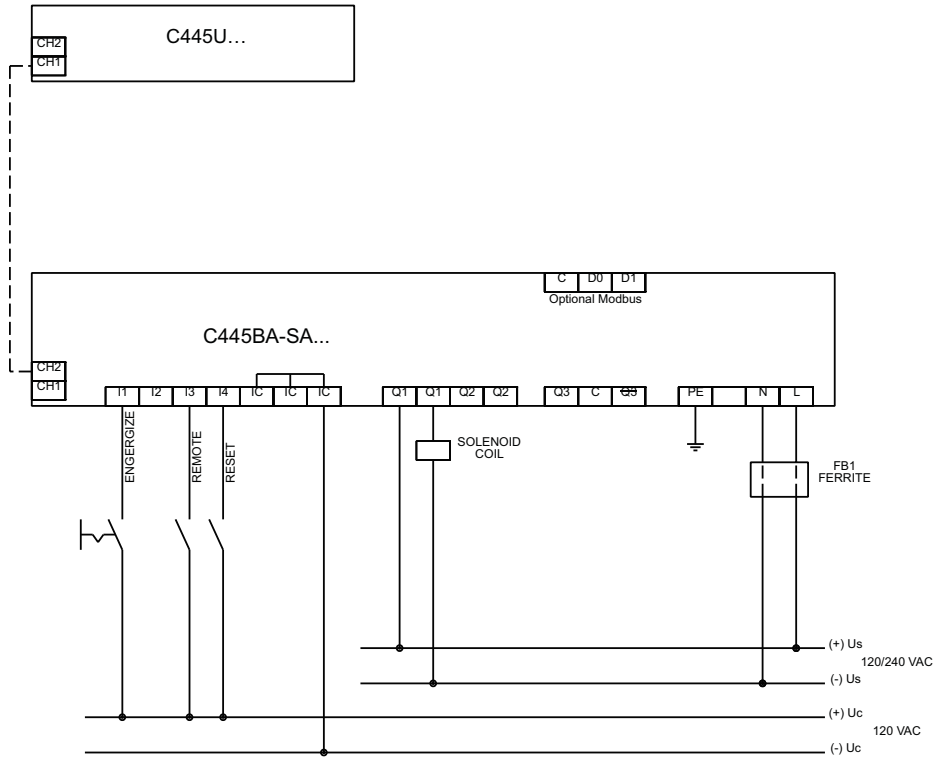 C445U...
CH2
CH1
C D0 D1
Optional Modbus
C445BA-SA...
CH2
CH1
I1 I2 I3 I4 IC IC IC Q1 Q1 Q2 Q2 Q3 C Q3 PE N L
ENGERGIZE
REMOTE
RESET
SOLENOID
COIL
FB1
FERRITE
(+) Us
120/240 VAC
(-) Us
(+) Uc
120 VAC
(-) Uc